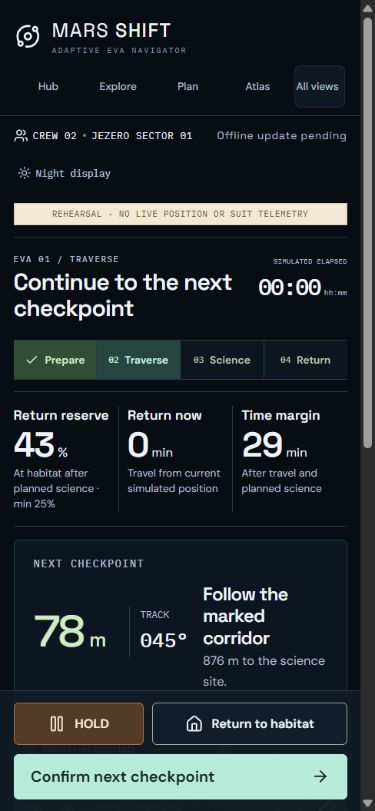 MARS SHIFT
ADAPTIVE EVA NAVIGATOR
Hub Explore Plan Atlas All views
CREW 02 • JEZERO SECTOR 01 Offline update pending
Night display
REHEARSAL · NO LIVE POSITION OR SUIT TELEMETRY
EVA 01 / TRAVERSE
Continue to the next
checkpoint
SIMULATED ELAPSED
00:00 hh:mm
Prepare 02 Traverse 03 Science 04 Return
Return reserve
43 %
At habitat after
planned science ·
min 25%
Return now
0 min
Travel from current
simulated position
Time margin
29 min
After travel and
planned science
NEXT CHECKPOINT
78 m
TRACK
045°
Follow the
marked
corridor
876 m to the science
site.
HOLD Return to habitat
Confirm next checkpoint